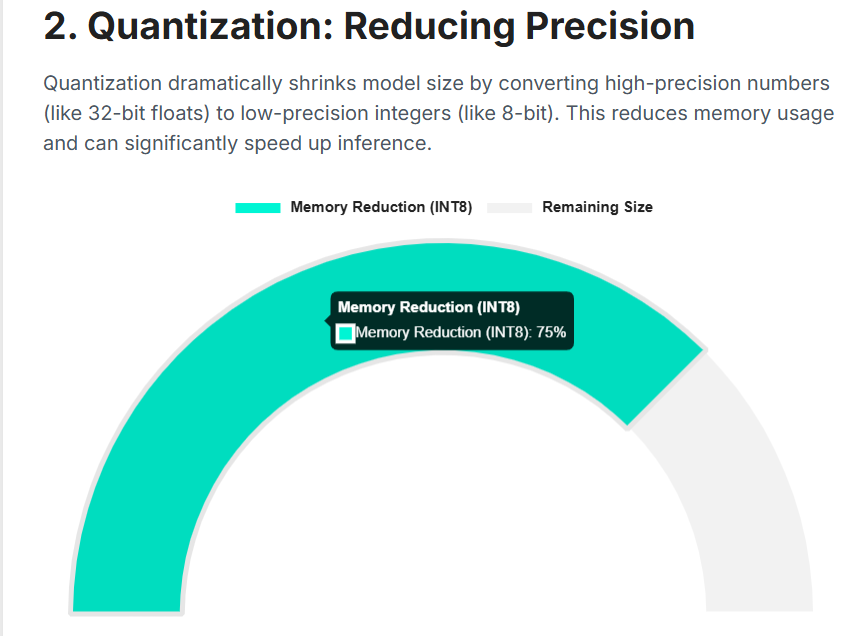 2. Quantization: Reducing Precision
Quantization dramatically shrinks model size by converting high-precision numbers
(like 32-bit floats) to low-precision integers (like 8-bit). This reduces memory usage
and can significantly speed up inference.
Memory Reduction (INT8) Remaining Size
Memory Reduction (INT8)
Memory Reduction (INT8): 75%